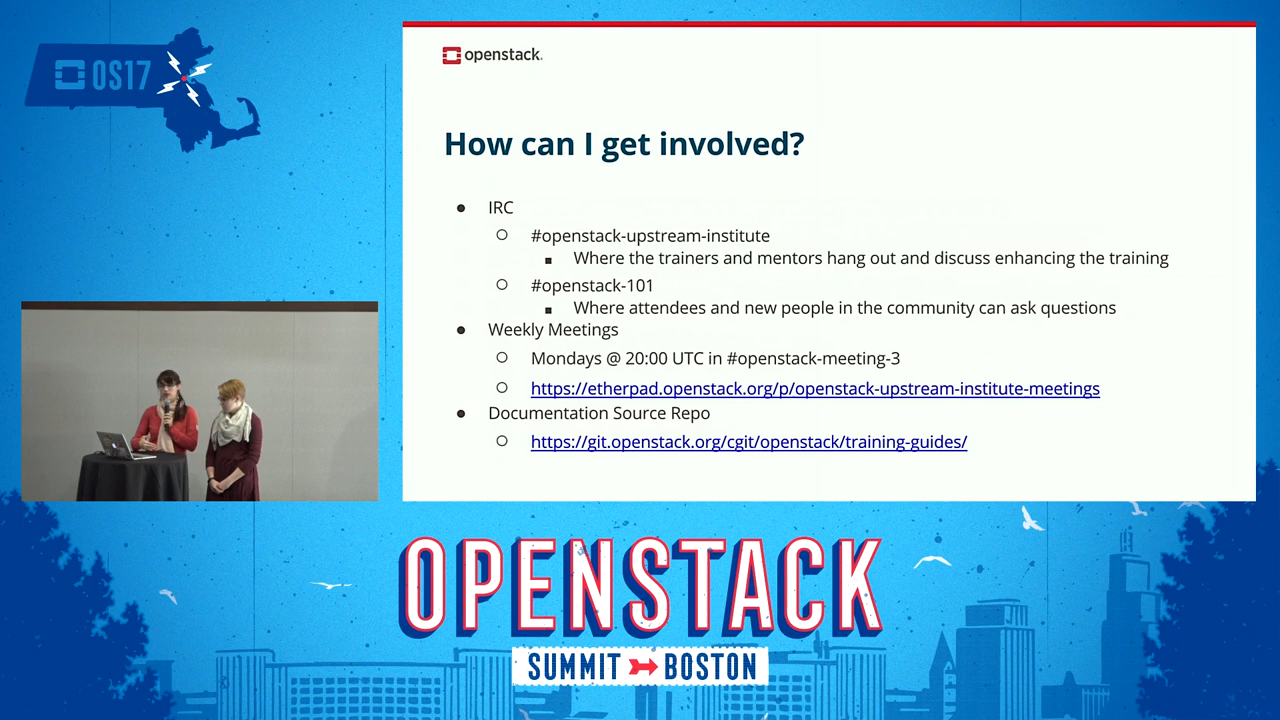 OS17
openstack.
How can I get involved?
● IRC
○ #openstack-upstream-institute
■ Where the trainers and mentors hang out and discuss enhancing the training
○ #openstack-101
■ Where attendees and new people in the community can ask questions
● Weekly Meetings
○ Mondays @ 20:00 UTC in #openstack-meeting-3
○ https://etherpad.openstack.org/p/openstack-upstream-institute-meetings
● Documentation Source Repo
○ https://git.openstack.org/cgit/openstack/training-guides/
OPENSTACK
SUMMIT BOSTON